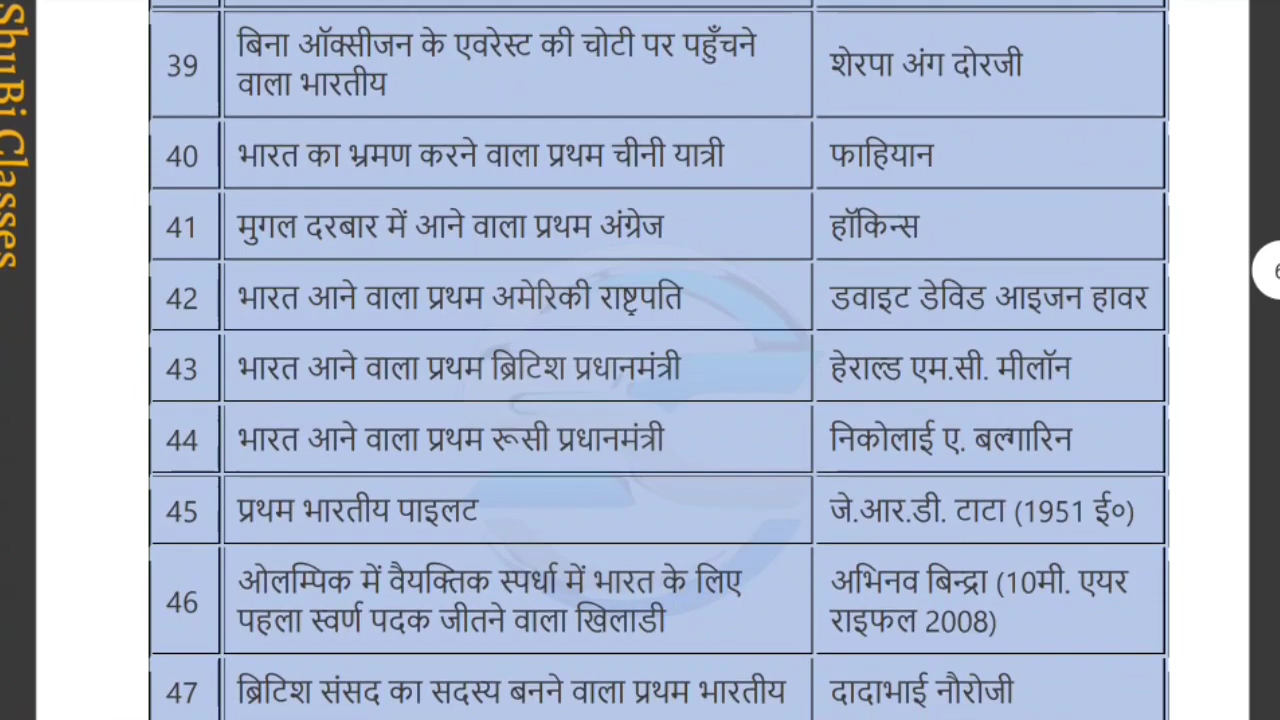 ShuBi Classes
39 बिना ऑक्सीजन के एवरेस्ट की चोटी पर पहुँचने शेरपा अंग दोरजी
वाला भारतीय
40 भारत का भ्रमण करने वाला प्रथम चीनी यात्री फाहियान
41 मुगल दरबार में आने वाला प्रथम अंग्रेज हॉकिन्स
42 भारत आने वाला प्रथम अमेरिकी राष्ट्रपति डवाइट डेविड आइजन हावर
43 भारत आने वाला प्रथम ब्रिटिश प्रधानमंत्री हेराल्ड एम.सी. मीलॉन
44 भारत आने वाला प्रथम रूसी प्रधानमंत्री निकोलाई ए. बल्गारिन
45 प्रथम भारतीय पाइलट जे.आर.डी. टाटा (1951 ई०)
46 ओलम्पिक में वैयक्तिक स्पर्धा में भारत के लिए अभिनव बिन्द्रा (10मी. एयर
पहला स्वर्ण पदक जीतने वाला खिलाडी राइफल 2008)
47 ब्रिटिश संसद का सदस्य बनने वाला प्रथम भारतीय दादाभाई नौरोजी